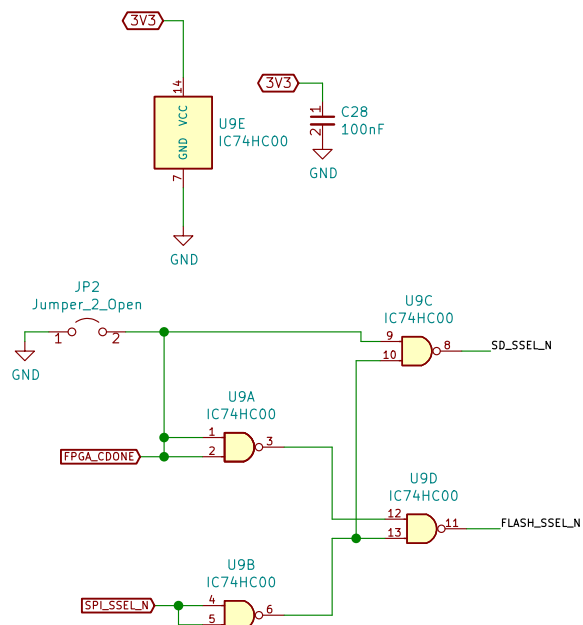 3V3
14
VCC
GND
7
U9E
IC74HC00
GND
3V3
1
2
C28
100nF
GND
JP2
Jumper_2_Open
1
2
GND
U9C
IC74HC00
9
10
8
SD_SSEL_N
U9A
IC74HC00
1
2
3
FPGA_CDONE
U9D
IC74HC00
12
13
11
FLASH_SSEL_N
U9B
IC74HC00
SPI_SSEL_N
4
5
6